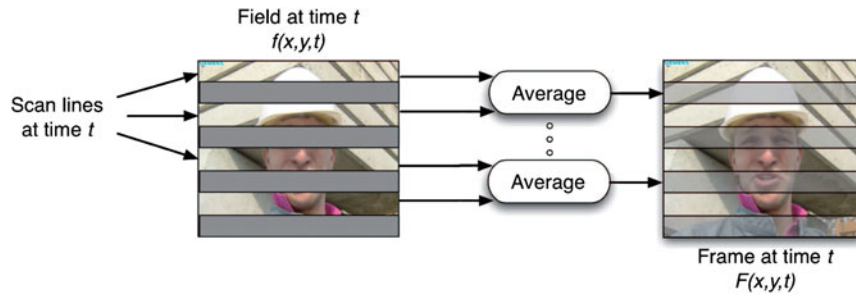 Field at time t
f(x,y,t)
Scan lines
at time t
Average
Average
Frame at time t
F(x,y,t)